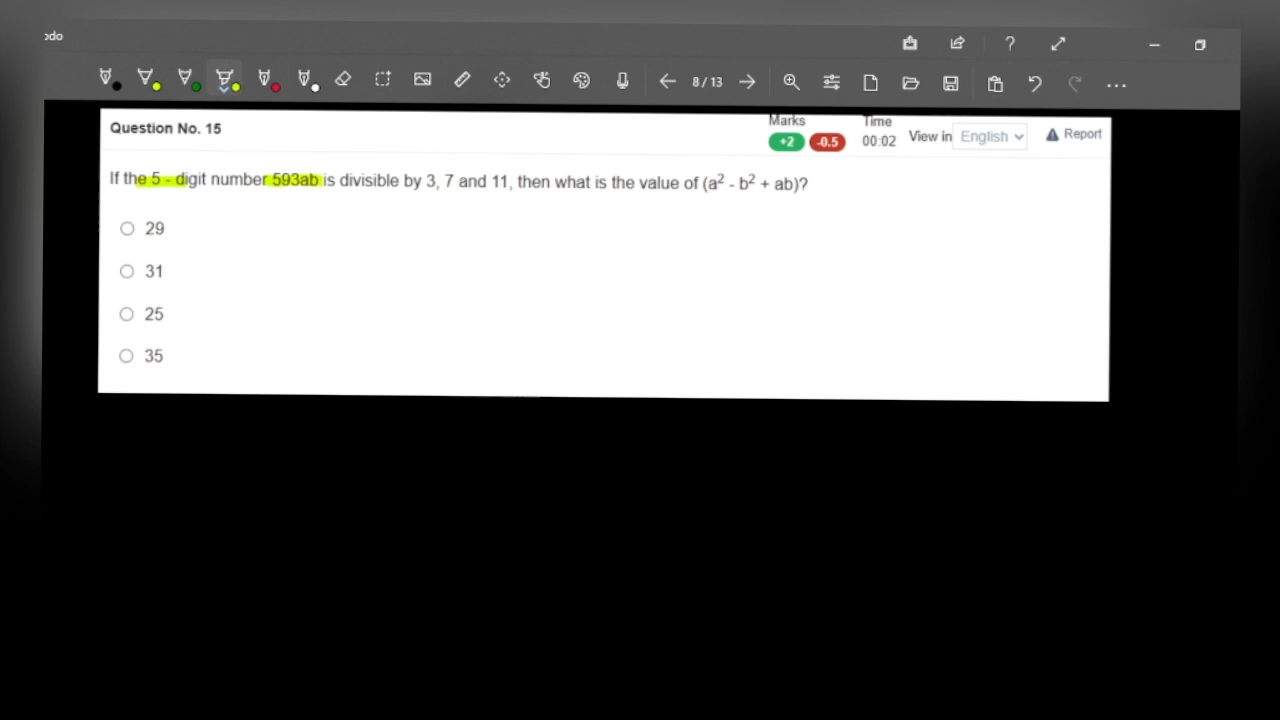 odo
8 / 13
Question No. 15
Marks
Time
+2
-0.5
00:02
View in
English
Report
If the 5 - digit number 593ab is divisible by 3, 7 and 11, then what is the value of (a² - b² + ab)?
29
31
25
35